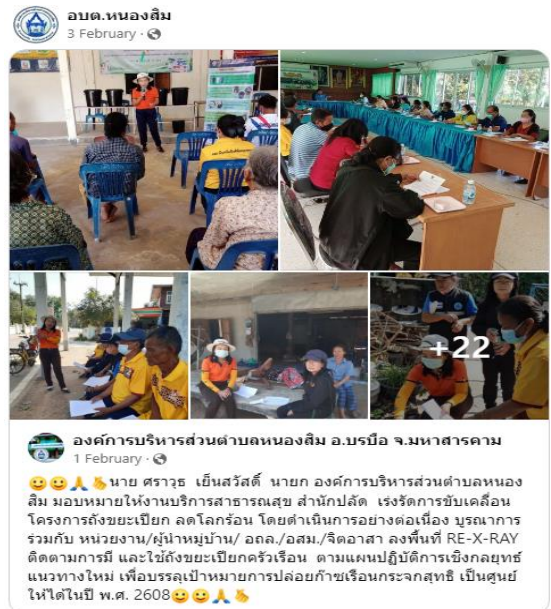 อบต.หนองสิม
3 February ·
+22
องค์การบริหารส่วนตำบลหนองสิม อ.บรบือ จ.มหาสารคาม
1 February ·
😀😀🙏🫰นาย ศราวุธ เย็นสวัสดิ์ นายก องค์การบริหารส่วนตำบลหนอง
สิม มอบหมายให้งานบริการสาธารณสุข สำนักปลัด เร่งรัดการขับเคลื่อน
โครงการถังขยะเปียก ลดโลกร้อน โดยดำเนินการอย่างต่อเนื่อง บูรณาการ
ร่วมกับ หน่วยงาน/ผู้นำหมู่บ้าน/ อถล./อสม./จิตอาสา ลงพื้นที่ RE-X-RAY
ติดตามการมี และใช้ถังขยะเปียกครัวเรือน ตามแผนปฏิบัติการเชิงกลยุทธ์
แนวทางใหม่ เพื่อบรรลุเป้าหมายการปล่อยก๊าซเรือนกระจกสุทธิ เป็นศูนย์
ให้ได้ในปี พ.ศ. 2608😀😀🙏🫰